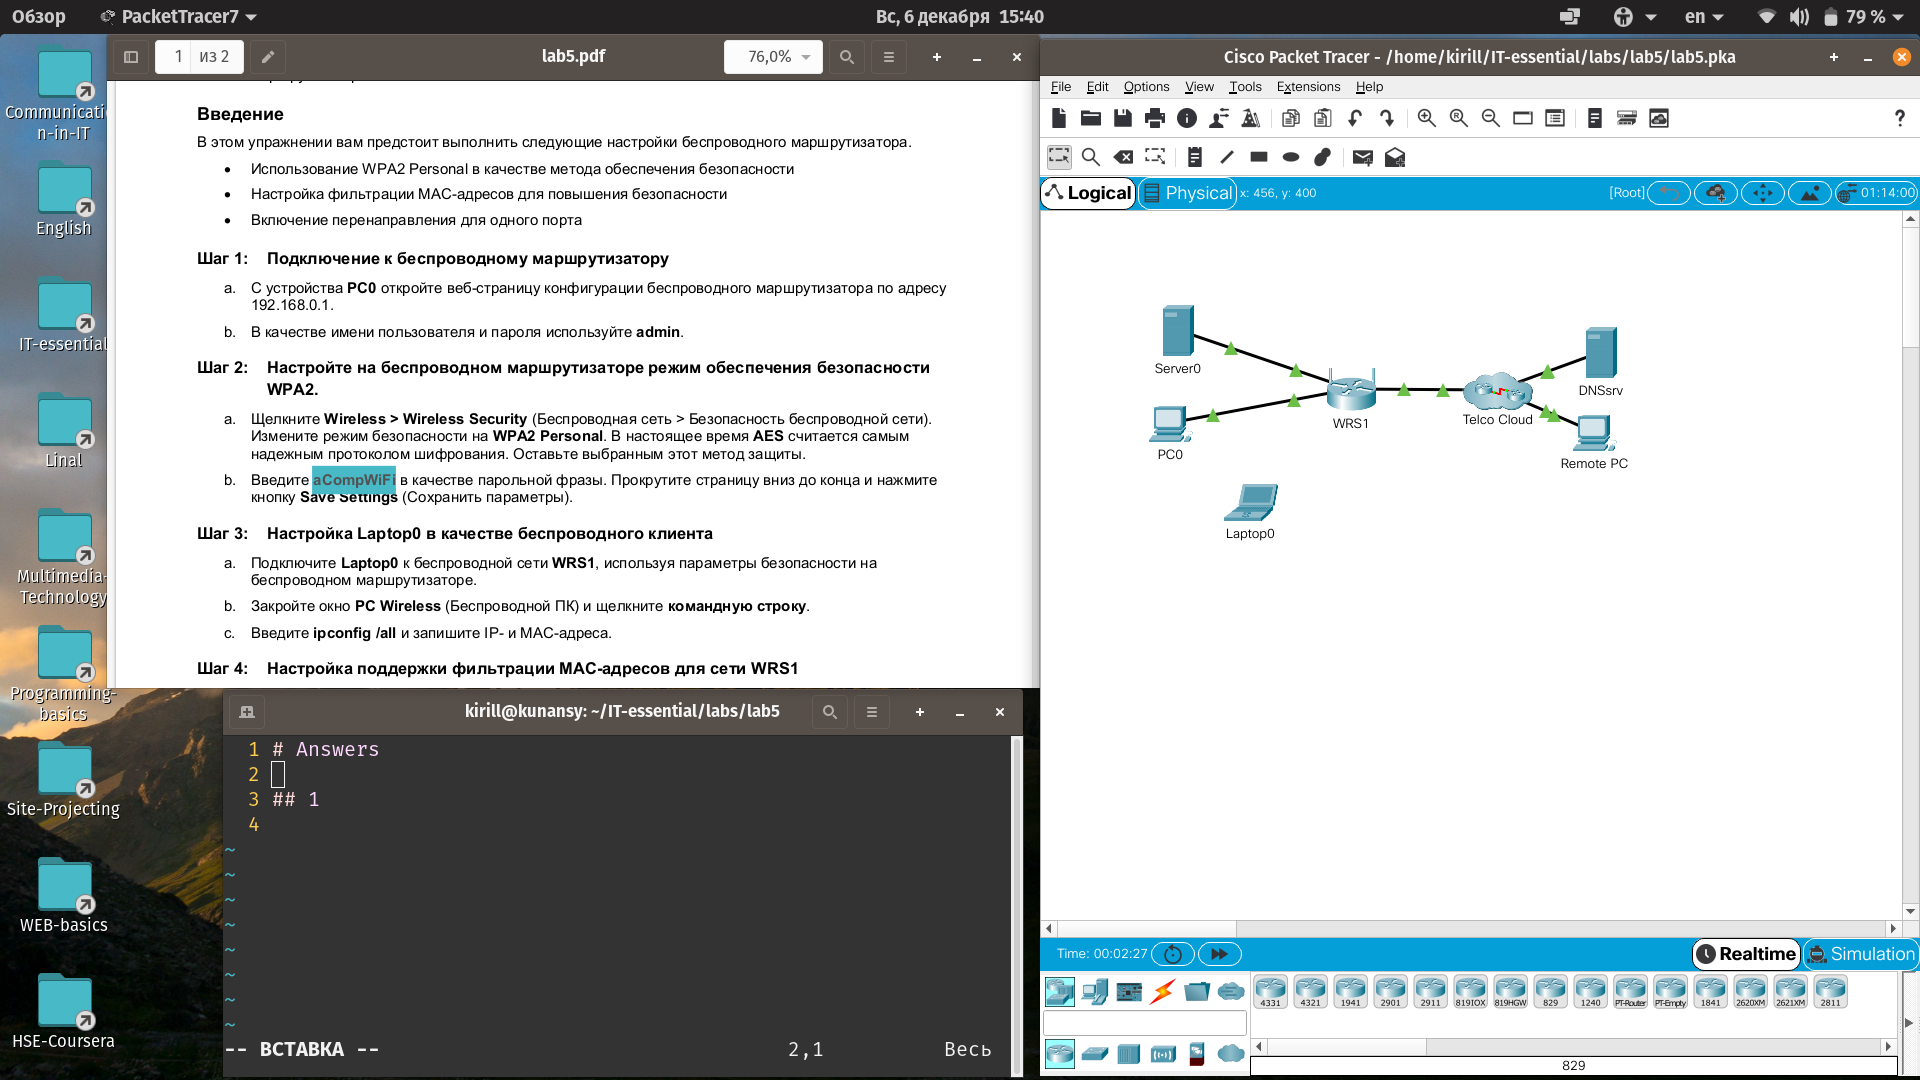 Обзор
PacketTracer7
Вс, 6 декабря 15:40
en
79 %
Communicatio
n-in-IT
English
IT-essential
Linal
Multimedia-
Technology
Programming-
basics
Site-Projecting
WEB-basics
HSE-Coursera
1 из 2
lab5.pdf
76,0%
Введение
В этом упражнении вам предстоит выполнить следующие настройки беспроводного маршрутизатора.
• Использование WPA2 Personal в качестве метода обеспечения безопасности
• Настройка фильтрации MAC-адресов для повышения безопасности
• Включение перенаправления для одного порта
Шаг 1: Подключение к беспроводному маршрутизатору
a. С устройства PC0 откройте веб-страницу конфигурации беспроводного маршрутизатора по адресу
192.168.0.1.
b. В качестве имени пользователя и пароля используйте admin.
Шаг 2: Настройте на беспроводном маршрутизаторе режим обеспечения безопасности
WPA2.
a. Щелкните Wireless > Wireless Security (Беспроводная сеть > Безопасность беспроводной сети).
Измените режим безопасности на WPA2 Personal. В настоящее время AES считается самым
надежным протоколом шифрования. Оставьте выбранным этот метод защиты.
b. Введите aCompWiFi в качестве парольной фразы. Прокрутите страницу вниз до конца и нажмите
кнопку Save Settings (Сохранить параметры).
Шаг 3: Настройка Laptop0 в качестве беспроводного клиента
a. Подключите Laptop0 к беспроводной сети WRS1, используя параметры безопасности на
беспроводном маршрутизаторе.
b. Закройте окно PC Wireless (Беспроводной ПК) и щелкните командную строку.
c. Введите ipconfig /all и запишите IP- и MAC-адреса.
Шаг 4: Настройка поддержки фильтрации MAC-адресов для сети WRS1
kirill@kunansy: ~/IT-essential/labs/lab5
1 # Answers
2
3 ## 1
4
~
~
~
~
~
~
~
~
-- ВСТАВКА --
2,1
Весь
Cisco Packet Tracer - /home/kirill/IT-essential/labs/lab5/lab5.pka
File Edit Options View Tools Extensions Help
?
Logical
Physical
x: 456, y: 400
[Root]
01:14:00
Server0
PC0
WRS1
Telco Cloud
DNSsrv
Remote PC
Laptop0
Time: 00:02:27
Realtime
Simulation
4331 4321 1941 2901 2911 819IOX 819HGW 829 1240 PT-Router PT-Empty 1841 2620XM 2621XM 2811
829